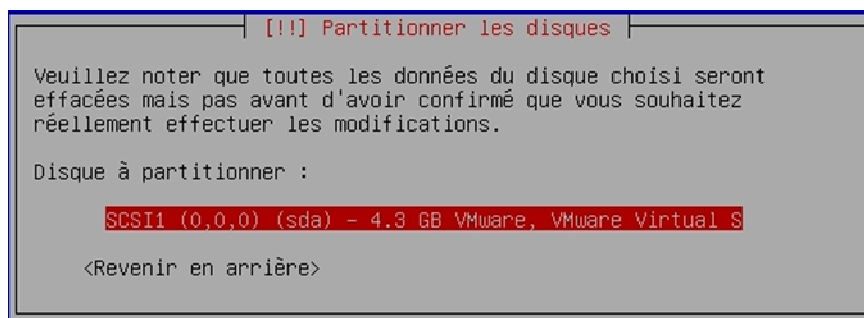 [!!] Partitionner les disques
Veuillez noter que toutes les données du disque choisi seront
effacées mais pas avant d'avoir confirmé que vous souhaitez
réellement effectuer les modifications.
Disque à partitionner :
SCSI1 (0,0,0) (sda) - 4.3 GB VMware, VMware Virtual S
<Revenir en arrière>